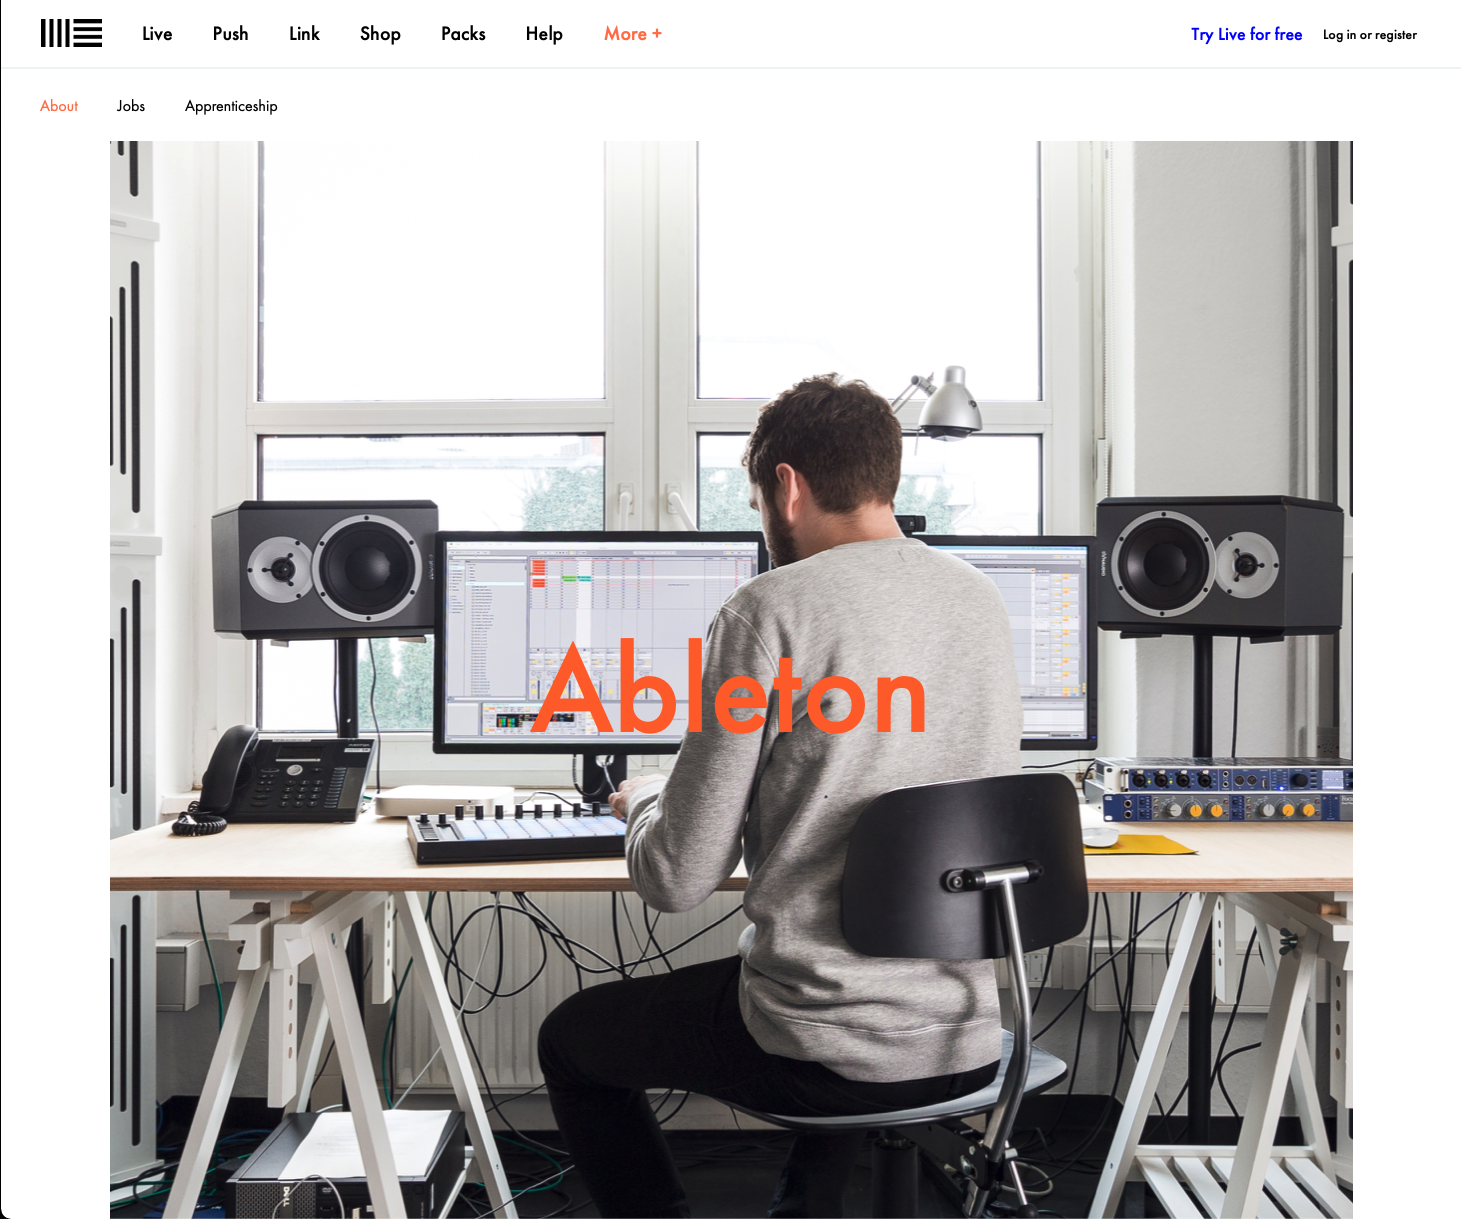 Live Push Link Shop Packs Help More + Try Live for free Log in or register
About Jobs Apprenticeship
Ableton
DELL